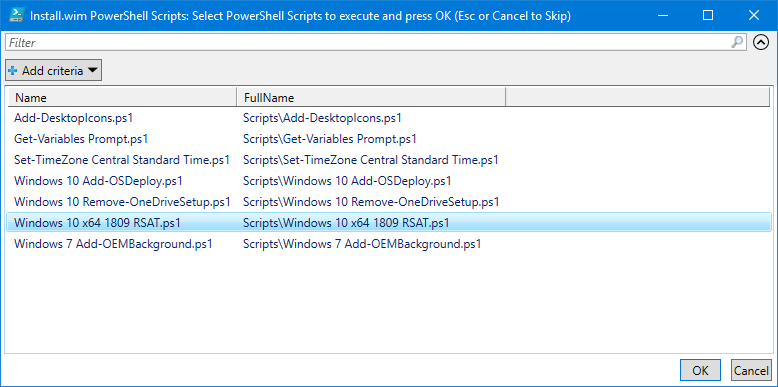 Install.wim PowerShell Scripts: Select PowerShell Scripts to execute and press OK (Esc or Cancel to Skip)
Filter
Add criteria
Name FullName
Add-DesktopIcons.ps1 Scripts\Add-DesktopIcons.ps1
Get-Variables Prompt.ps1 Scripts\Get-Variables Prompt.ps1
Set-TimeZone Central Standard Time.ps1 Scripts\Set-TimeZone Central Standard Time.ps1
Windows 10 Add-OSDeploy.ps1 Scripts\Windows 10 Add-OSDeploy.ps1
Windows 10 Remove-OneDriveSetup.ps1 Scripts\Windows 10 Remove-OneDriveSetup.ps1
Windows 10 x64 1809 RSAT.ps1 Scripts\Windows 10 x64 1809 RSAT.ps1
Windows 7 Add-OEMBackground.ps1 Scripts\Windows 7 Add-OEMBackground.ps1
OK Cancel